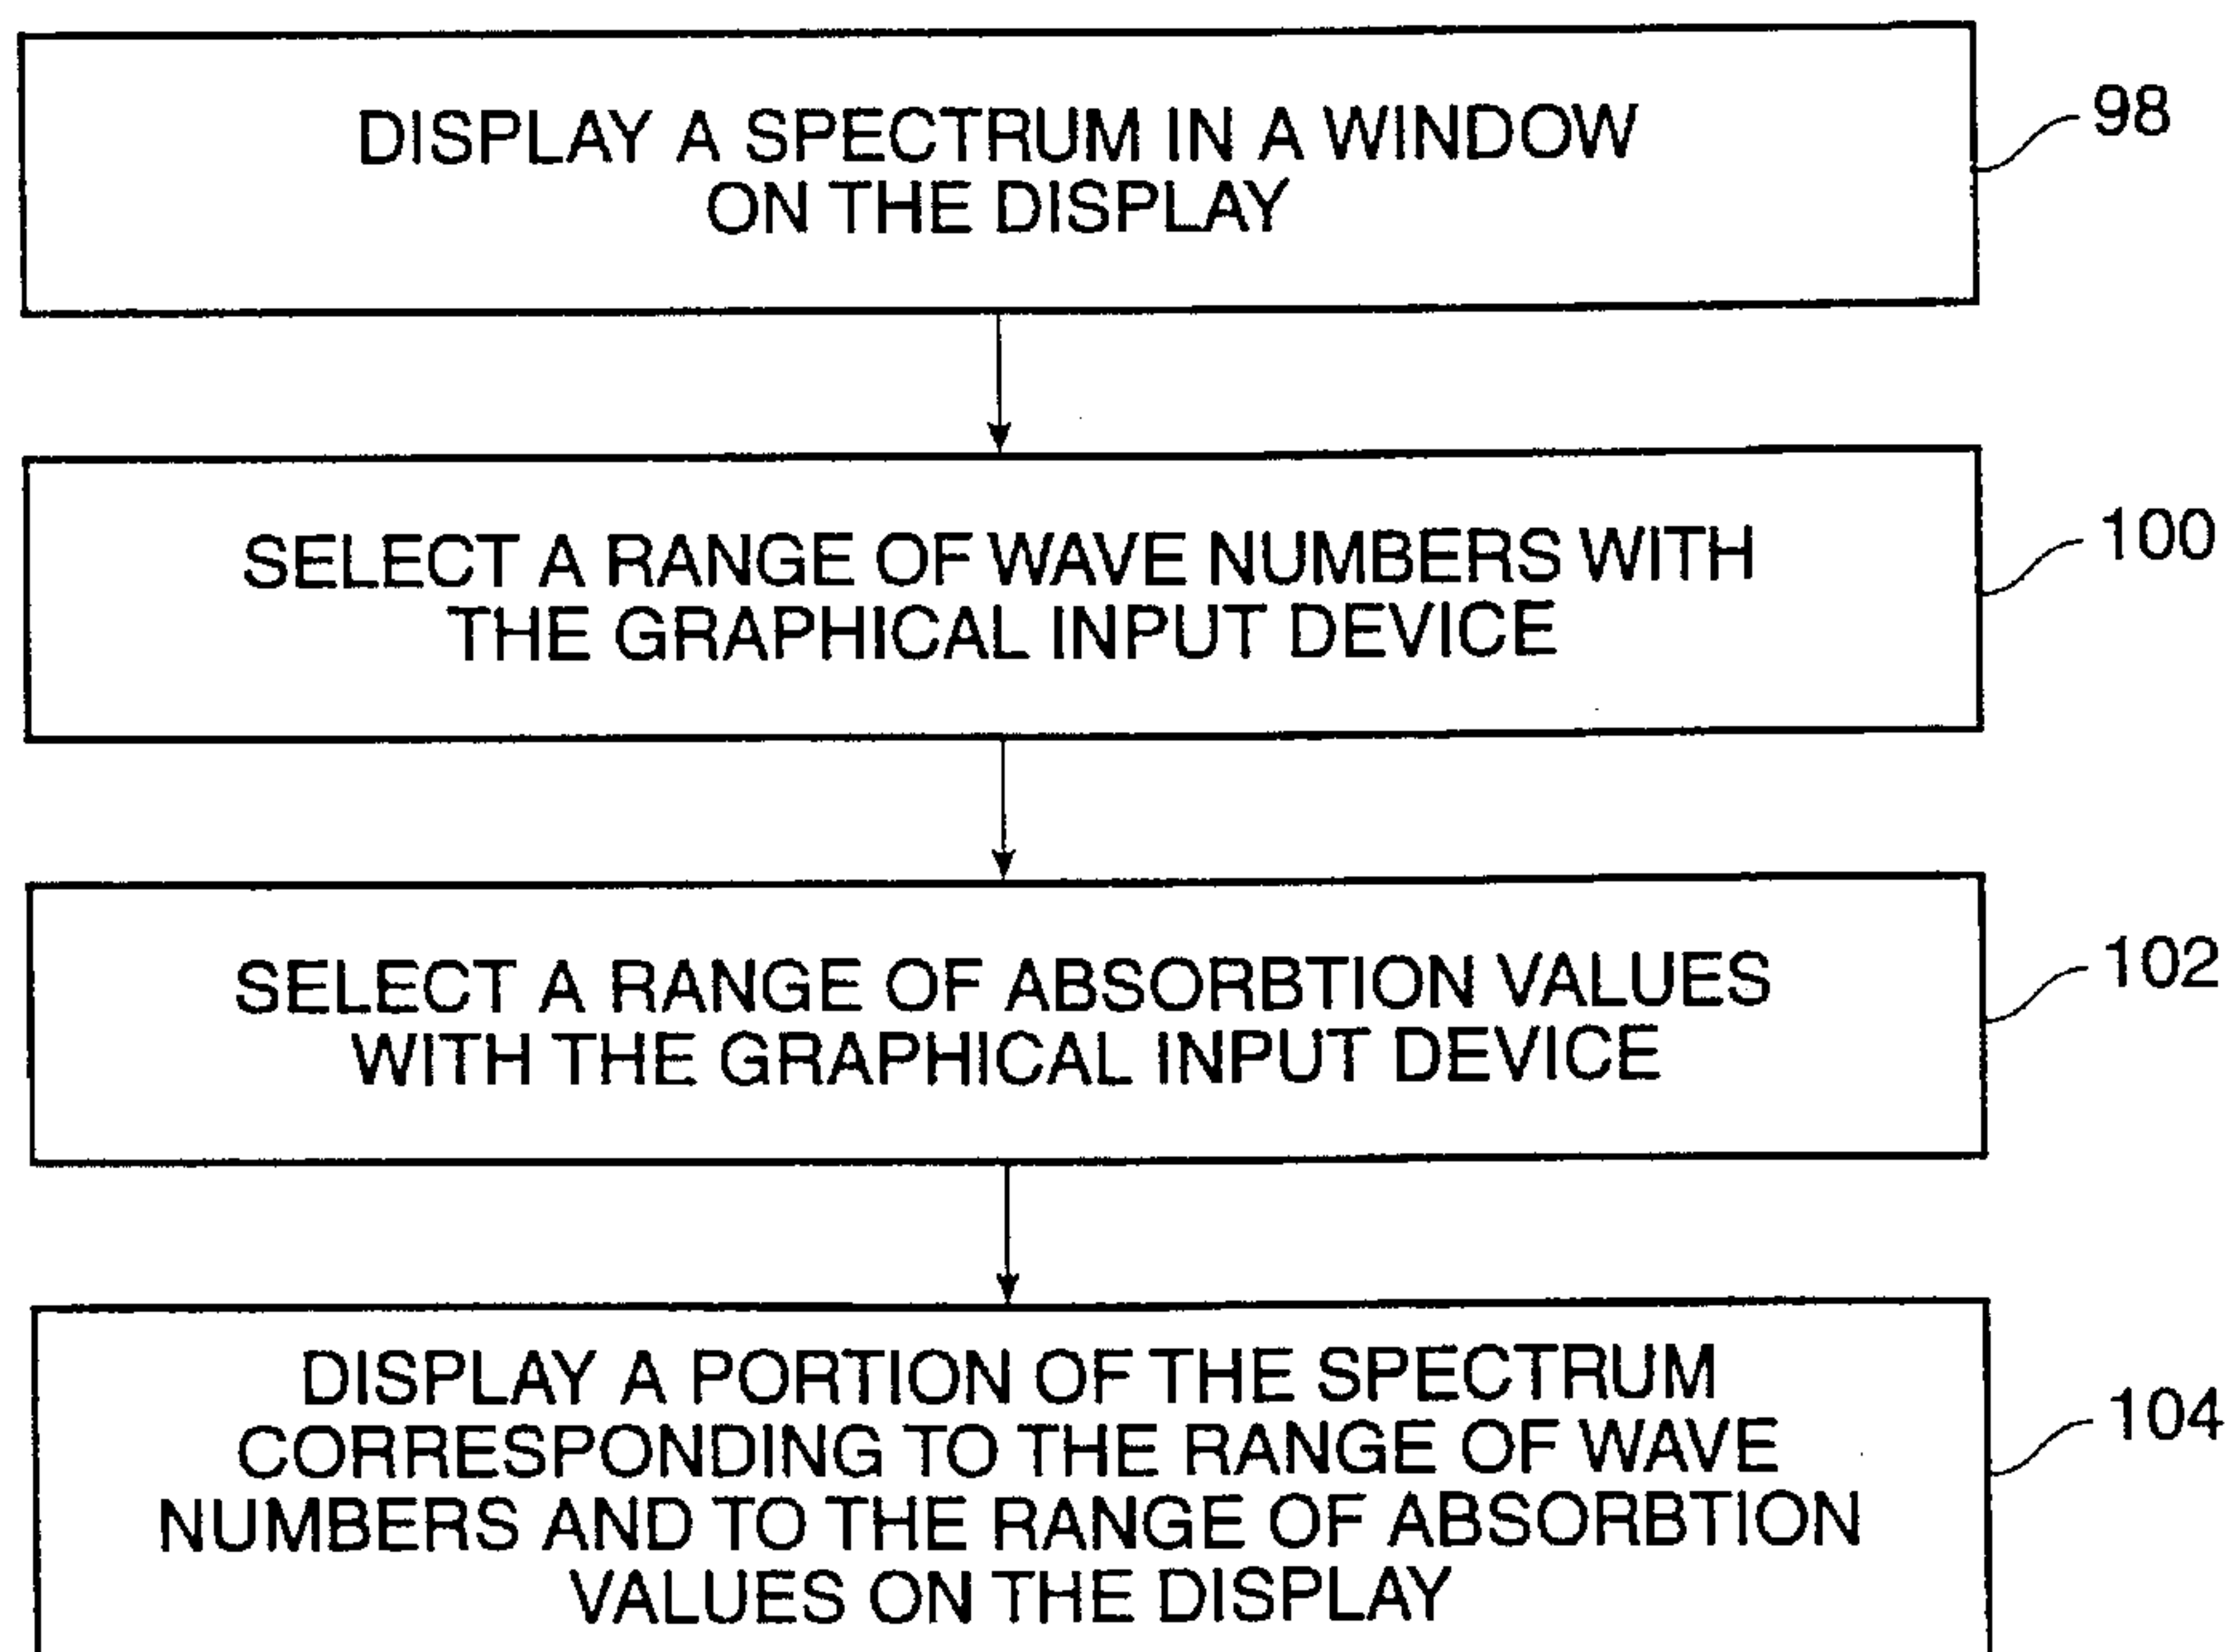 DISPLAY A SPECTRUM IN A WINDOW
ON THE DISPLAY
98
SELECT A RANGE OF WAVE NUMBERS WITH
THE GRAPHICAL INPUT DEVICE
100
SELECT A RANGE OF ABSORBTION VALUES
WITH THE GRAPHICAL INPUT DEVICE
102
DISPLAY A PORTION OF THE SPECTRUM
CORRESPONDING TO THE RANGE OF WAVE
NUMBERS AND TO THE RANGE OF ABSORBTION
VALUES ON THE DISPLAY
104